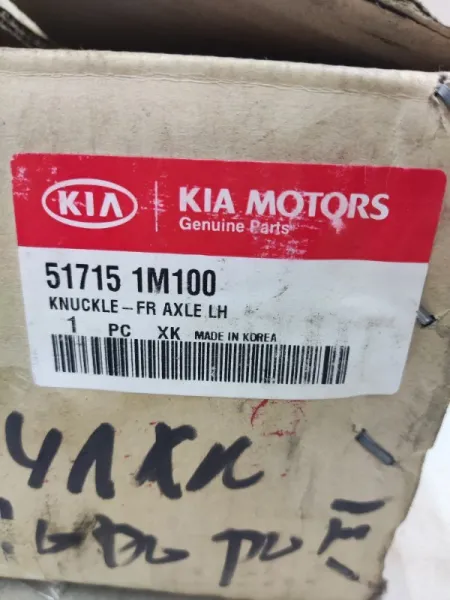 KIA KIA MOTORS
Genuine Parts
51715 1M100
KNUCKLE-FR AXLE LH
1 PC XK MADE IN KOREA